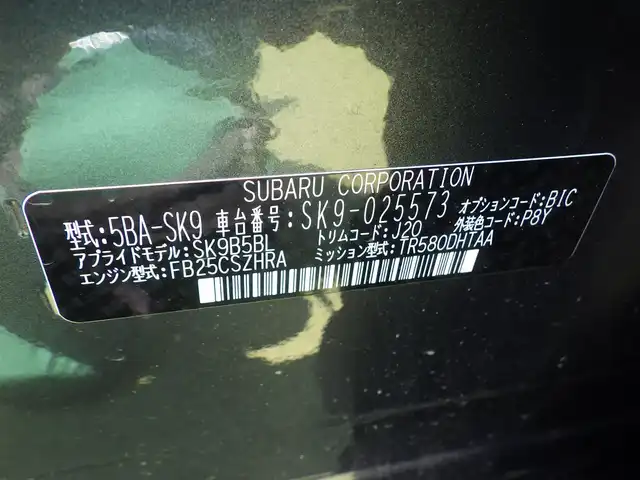 SUBARU CORPORATION
型式:5BA-SK9 車台番号:SK9-025573 オプションコード:BIC
アプライドモデル:SK9B5BL トリムコード:J20 外装色コード:P8Y
エンジン型式:FB25CSZHRA ミッション型式:TR580DHTAA